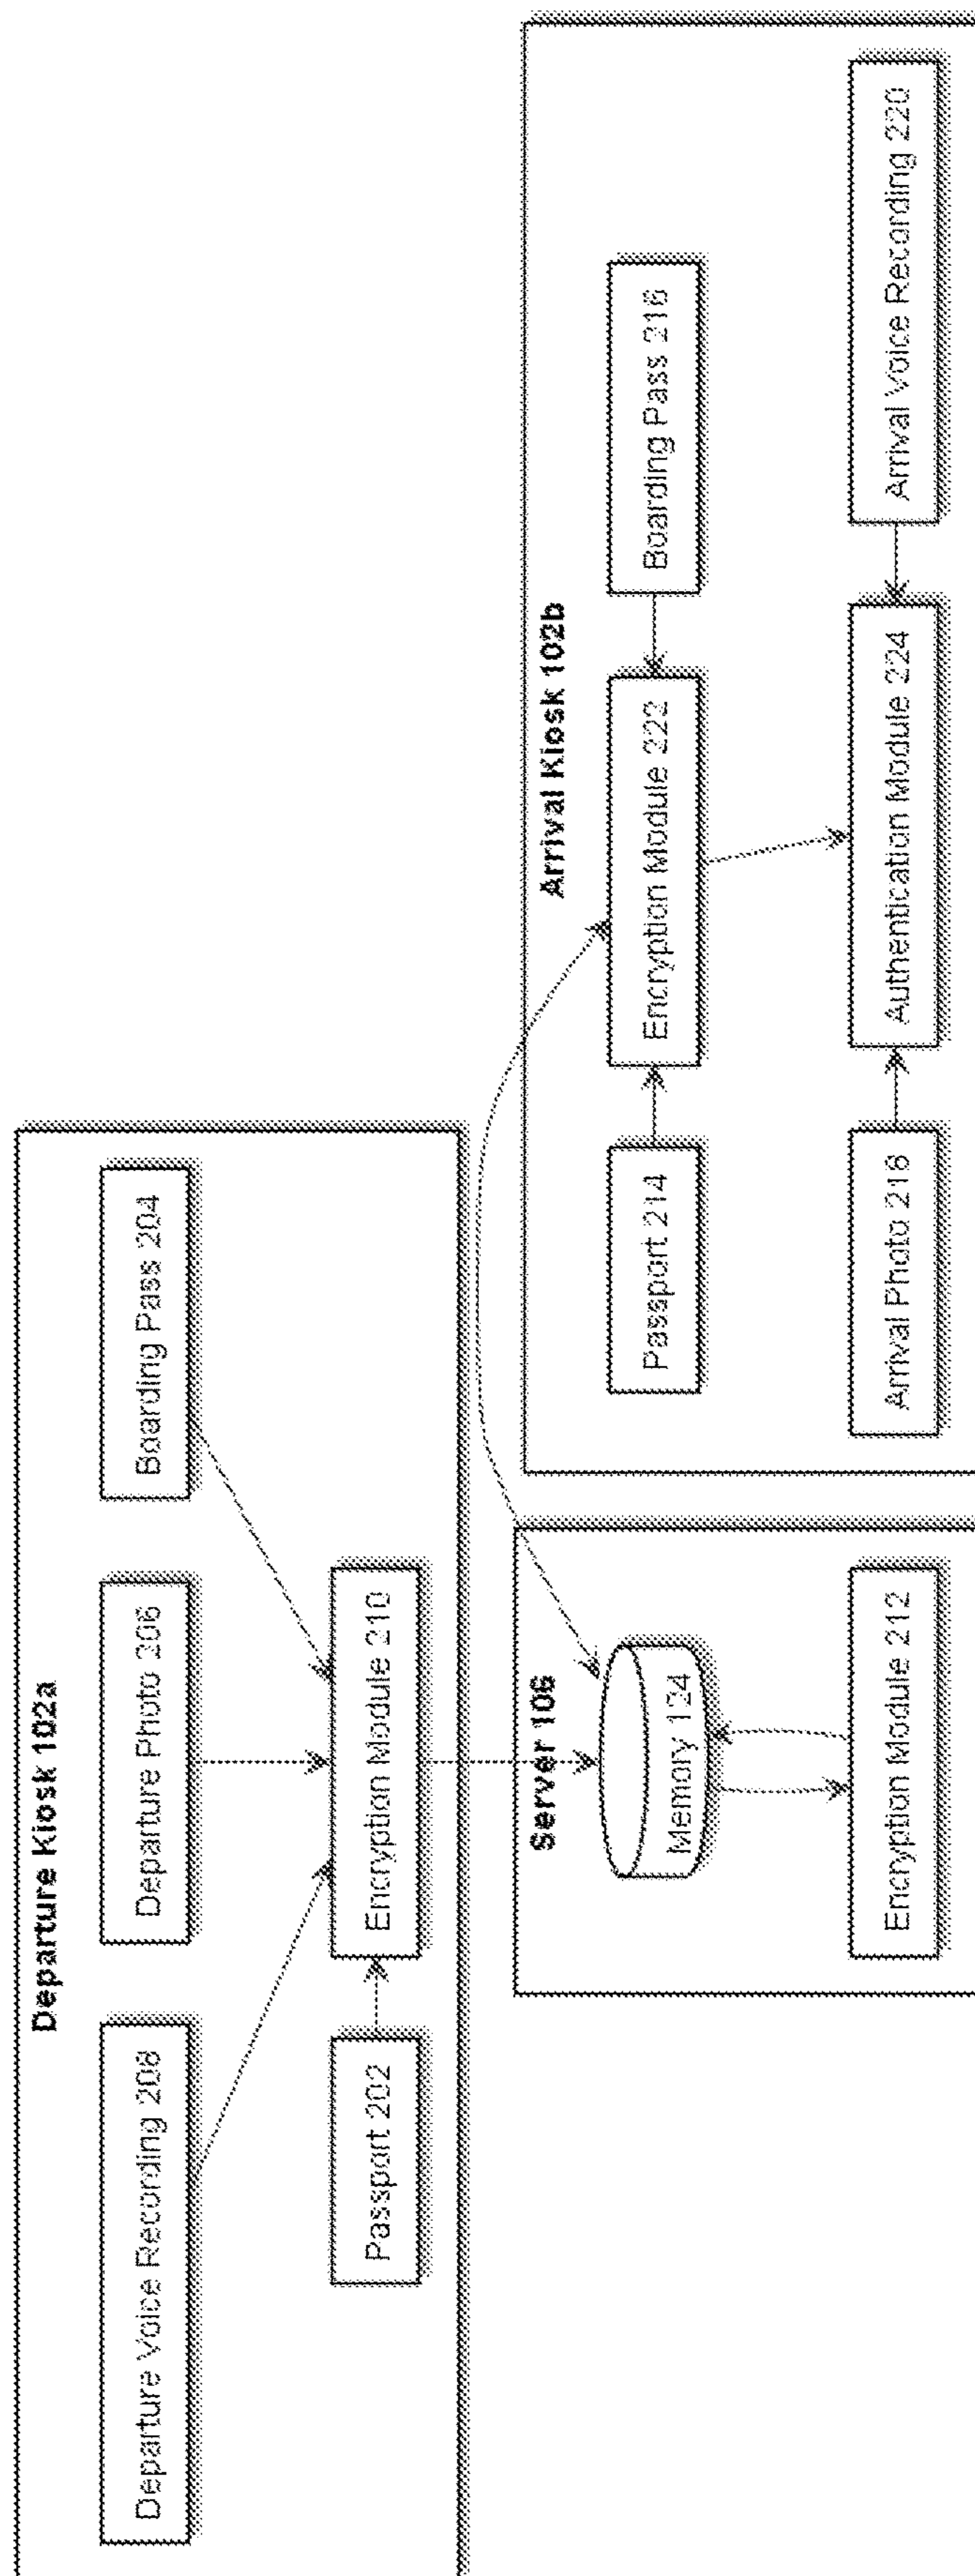 Departure Kiosk 102a
Departure Voice Recording 208
Departure Photo 206
Boarding Pass 204
Passport 202
Encryption Module 210
Server 106
Memory 124
Encryption Module 212
Arrival Kiosk 102b
Passport 214
Encryption Module 222
Boarding Pass 216
Arrival Photo 218
Authentication Module 224
Arrival Voice Recording 220